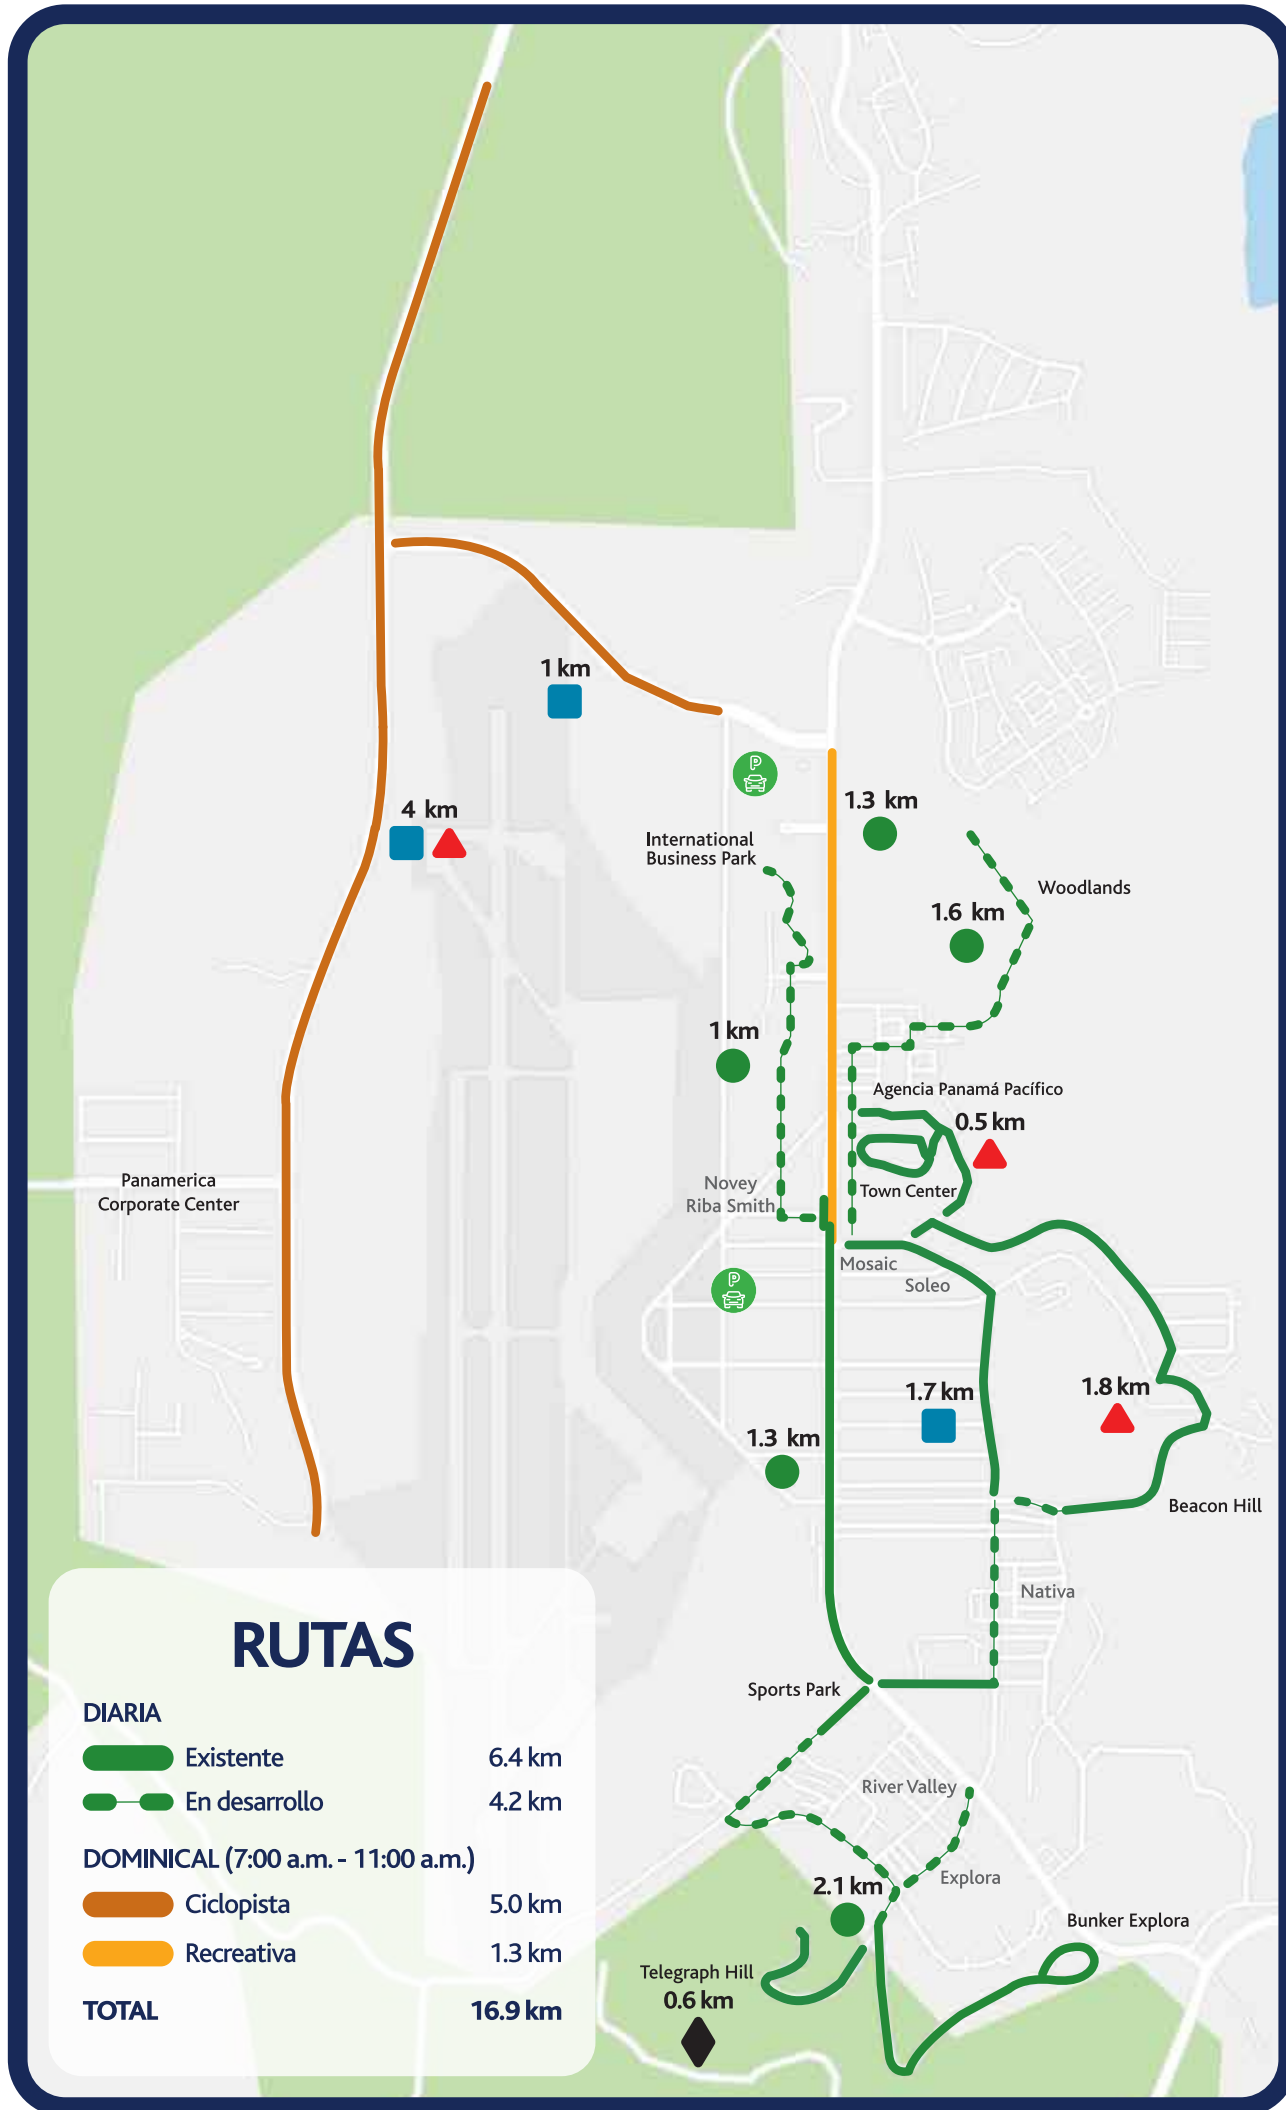 1 km
P
4 km
1.3 km
International
Business Park
Woodlands
1.6 km
1 km
Agencia Panamá Pacífico
0.5 km
Panamerica
Corporate Center
Novey
Riba Smith
Town Center
Mosaic
Soleo
P
1.7 km
1.8 km
1.3 km
Beacon Hill
Nativa
Sports Park
River Valley
Explora
2.1 km
Bunker Explora
Telegraph Hill
0.6 km
RUTAS
DIARIA
Existente 6.4 km
En desarrollo 4.2 km
DOMINICAL (7:00 a.m. - 11:00 a.m.)
Ciclopista 5.0 km
Recreativa 1.3 km
TOTAL 16.9 km